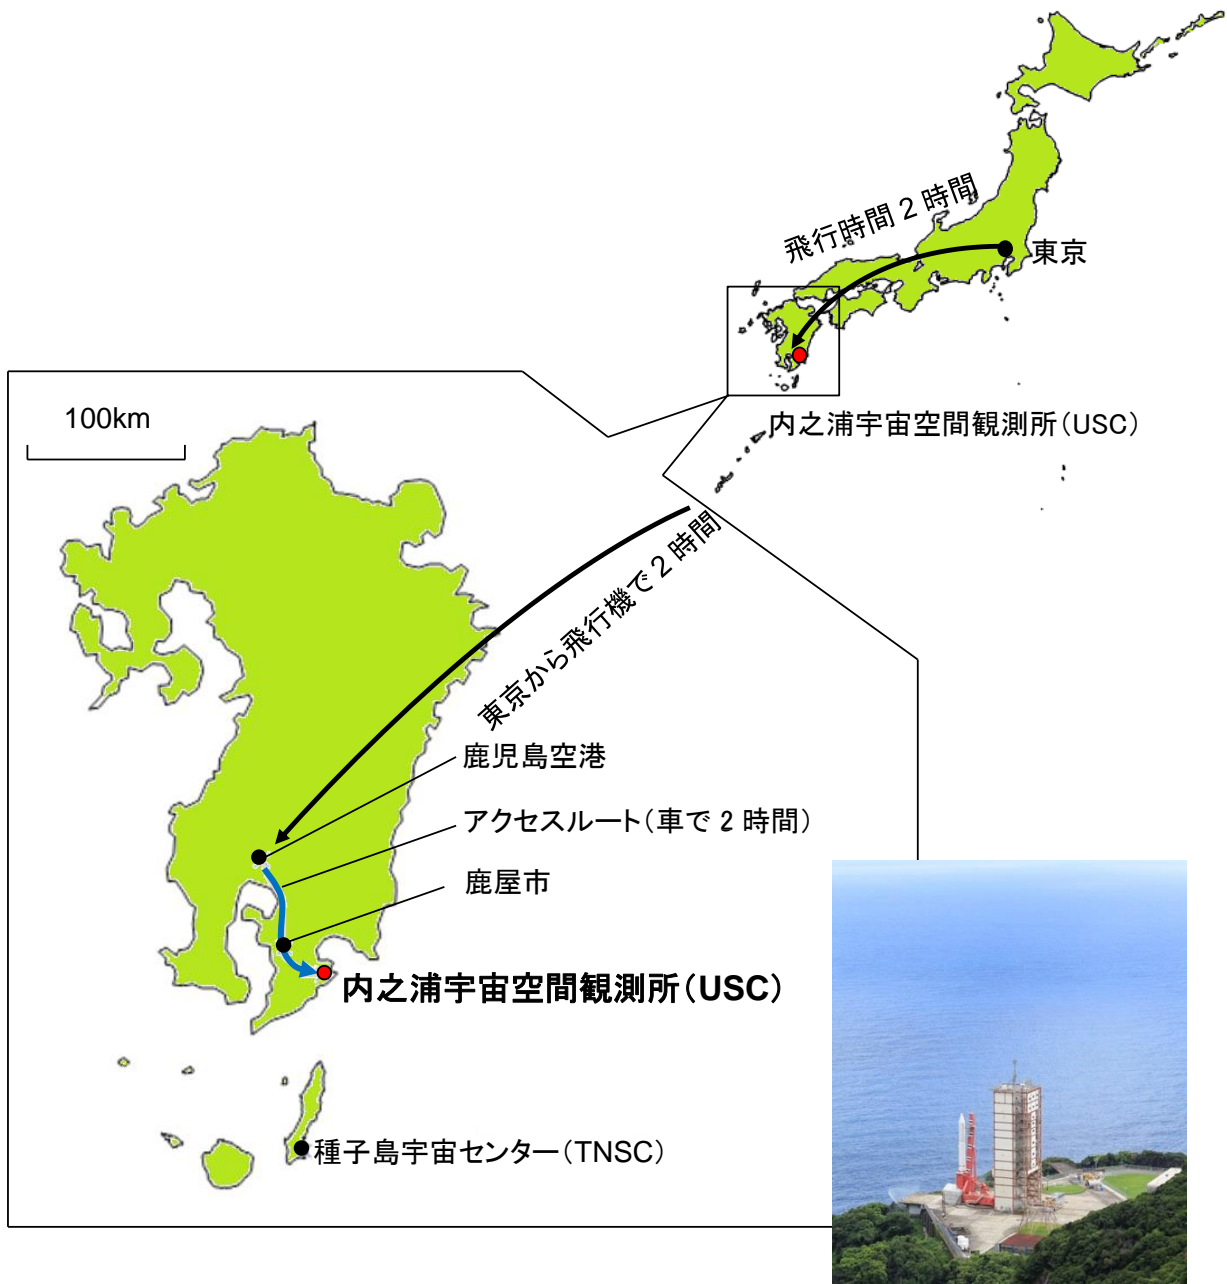 飛行時間 2 時間
東京
内之浦宇宙空間観測所(USC)
100km
東京から飛行機で 2 時間
鹿児島空港
アクセスルート(車で 2 時間)
鹿屋市
内之浦宇宙空間観測所(USC)
種子島宇宙センター(TNSC)